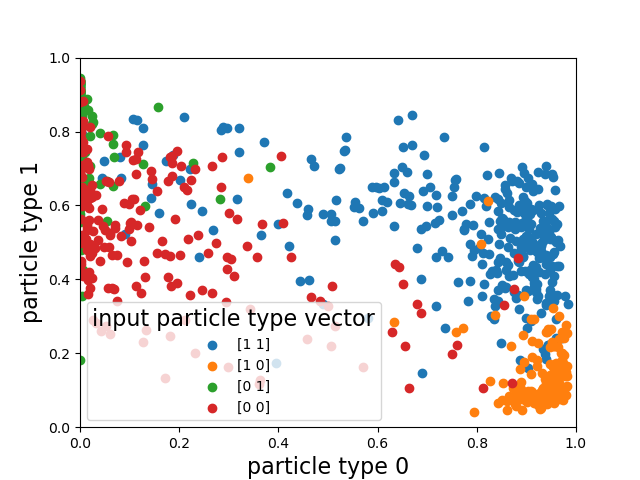 1.0
0.8
0.6
0.4
0.2
0.0
particle type 1
input particle type vector
[1 1]
[1 0]
[0 1]
[0 0]
0.0 0.2 0.4 0.6 0.8 1.0
particle type 0